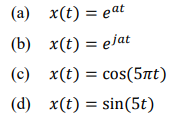 (a) x(t) = e^{at}
(b) x(t) = e^{jat}
(c) x(t) = cos(5πt)
(d) x(t) = sin(5t)